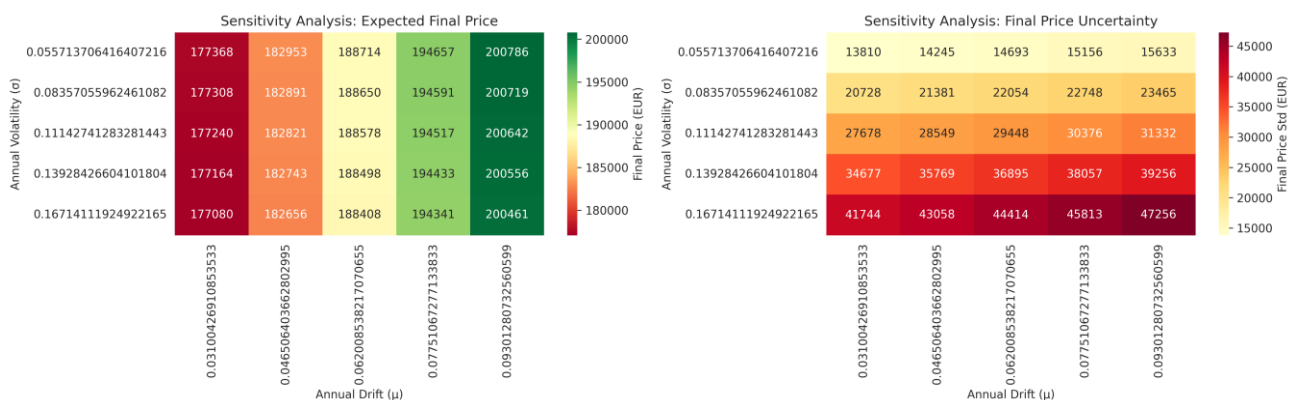 Sensitivity Analysis: Expected Final Price
Annual Volatility (σ)
0.055713706416407216 177368 182953 188714 194657 200786
0.08357055962461082 177308 182891 188650 194591 200719
0.11142741283281443 177240 182821 188578 194517 200642
0.13928426604101804 177164 182743 188498 194433 200556
0.16714111924922165 177080 182656 188408 194341 200461
0.03100426910853533
0.046506403662802995
0.062008538217070655
0.07751067277133833
0.09301280732560599
Annual Drift (μ)
200000
195000
190000
185000
180000
Final Price (EUR)
Sensitivity Analysis: Final Price Uncertainty
Annual Volatility (σ)
0.055713706416407216 13810 14245 14693 15156 15633
0.08357055962461082 20728 21381 22054 22748 23465
0.11142741283281443 27678 28549 29448 30376 31332
0.13928426604101804 34677 35769 36895 38057 39256
0.16714111924922165 41744 43058 44414 45813 47256
0.03100426910853533
0.046506403662802995
0.062008538217070655
0.07751067277133833
0.09301280732560599
Annual Drift (μ)
45000
40000
35000
30000
25000
20000
15000
Final Price Std (EUR)